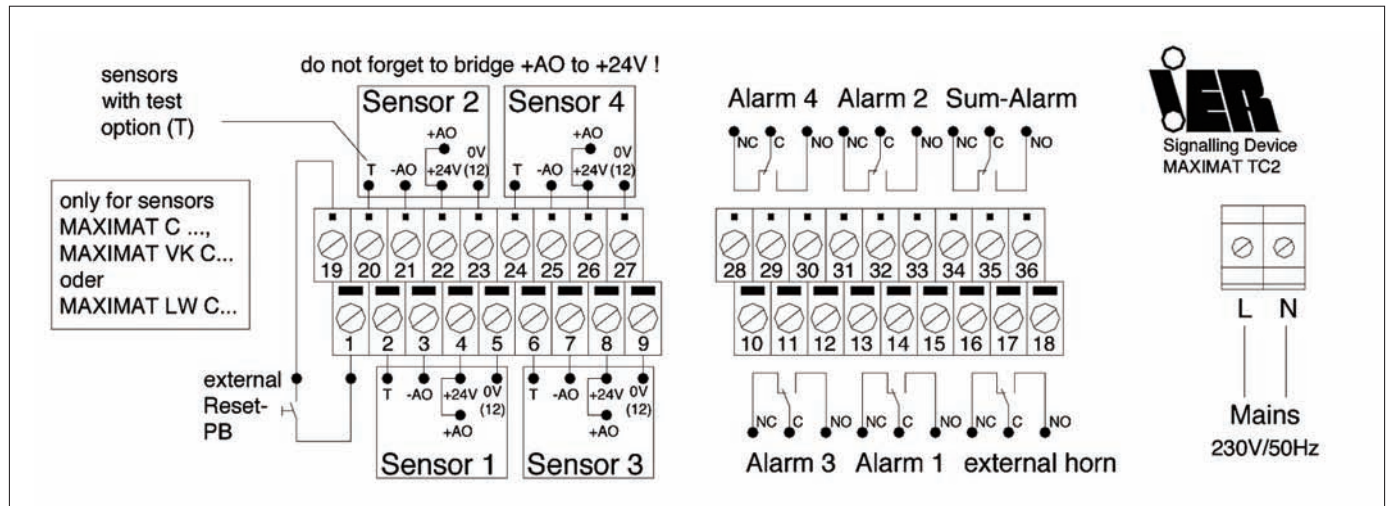 do not forget to bridge +AO to +24V !
sensors
with test
option (T)
Sensor 2
+AO
0V
T -AO +24V (12)
Sensor 4
+AO
0V
T -AO +24V (12)
Alarm 4 Alarm 2 Sum-Alarm
NC C NO NC C NO NC C NO
iER
Signalling Device
MAXIMAT TC2
only for sensors
MAXIMAT C ...,
MAXIMAT VK C...
oder
MAXIMAT LW C...
19 20 21 22 23 24 25 26 27
28 29 30 31 32 33 34 35 36
1 2 3 4 5 6 7 8 9
10 11 12 13 14 15 16 17 18
L N
Mains
230V/50Hz
external
Reset-
PB
T -AO +24V 0V
(12)
+AO
Sensor 1
T -AO +24V 0V
(12)
+AO
Sensor 3
NC C NO NC C NO NC C NO
Alarm 3 Alarm 1 external horn